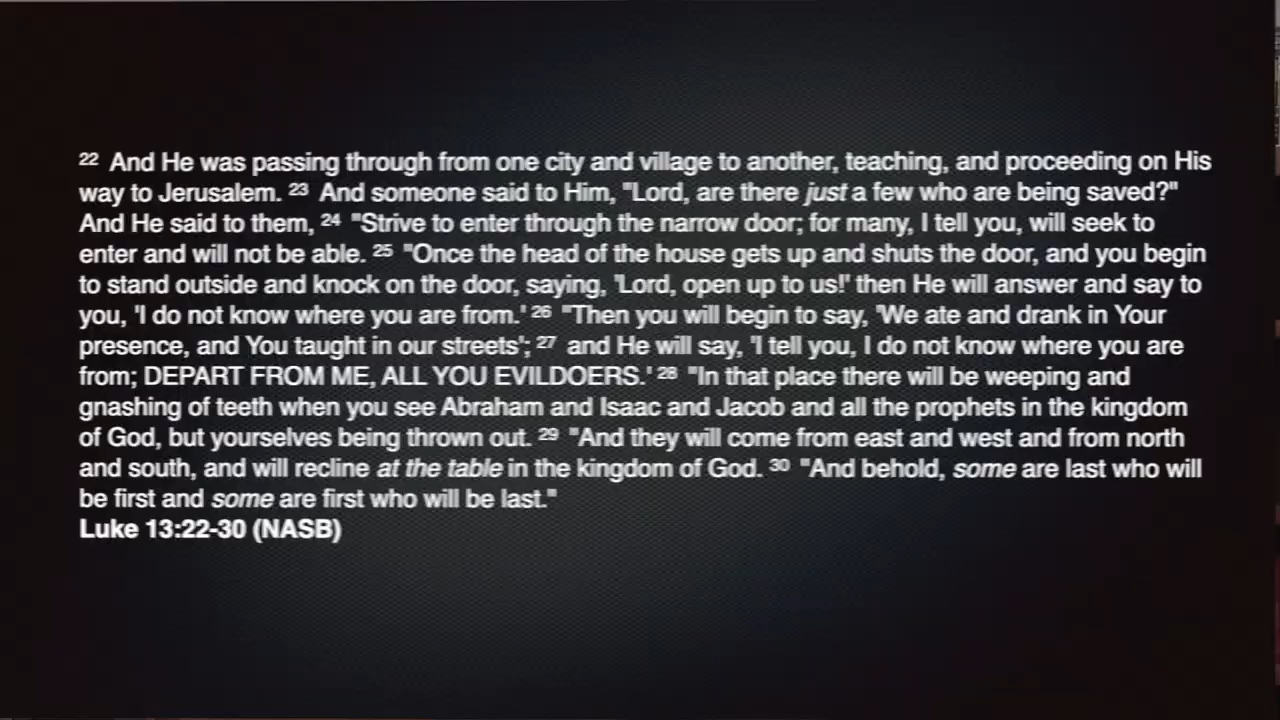 22 And He was passing through from one city and village to another, teaching, and proceeding on His
way to Jerusalem. 23 And someone said to Him, "Lord, are there just a few who are being saved?"
And He said to them, 24 "Strive to enter through the narrow door; for many, I tell you, will seek to
enter and will not be able. 25 "Once the head of the house gets up and shuts the door, and you begin
to stand outside and knock on the door, saying, 'Lord, open up to us!' then He will answer and say to
you, 'I do not know where you are from.' 26 "Then you will begin to say, 'We ate and drank in Your
presence, and You taught in our streets'; 27 and He will say, 'I tell you, I do not know where you are
from; DEPART FROM ME, ALL YOU EVILDOERS.' 28 "In that place there will be weeping and
gnashing of teeth when you see Abraham and Isaac and Jacob and all the prophets in the kingdom
of God, but yourselves being thrown out. 29 "And they will come from east and west and from north
and south, and will recline at the table in the kingdom of God. 30 "And behold, some are last who will
be first and some are first who will be last."
Luke 13:22-30 (NASB)